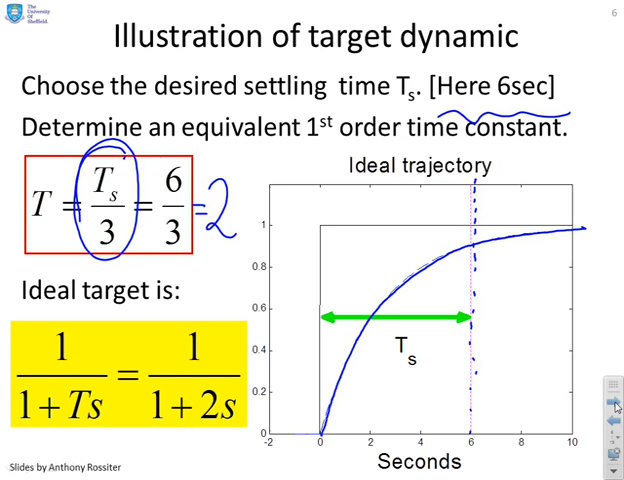 The
University
Of
Sheffield.
6
Illustration of target dynamic
Choose the desired settling time Ts. [Here 6sec]
Determine an equivalent 1st order time constant.
T = Ts/3 = 6/3 =2
Ideal target is:
1/(1+Ts) = 1/(1+2s)
Ideal trajectory
1
0.8
0.6
0.4
0.2
0
Ts
-2 0 2 4 6 8 10
Seconds
Slides by Anthony Rossiter